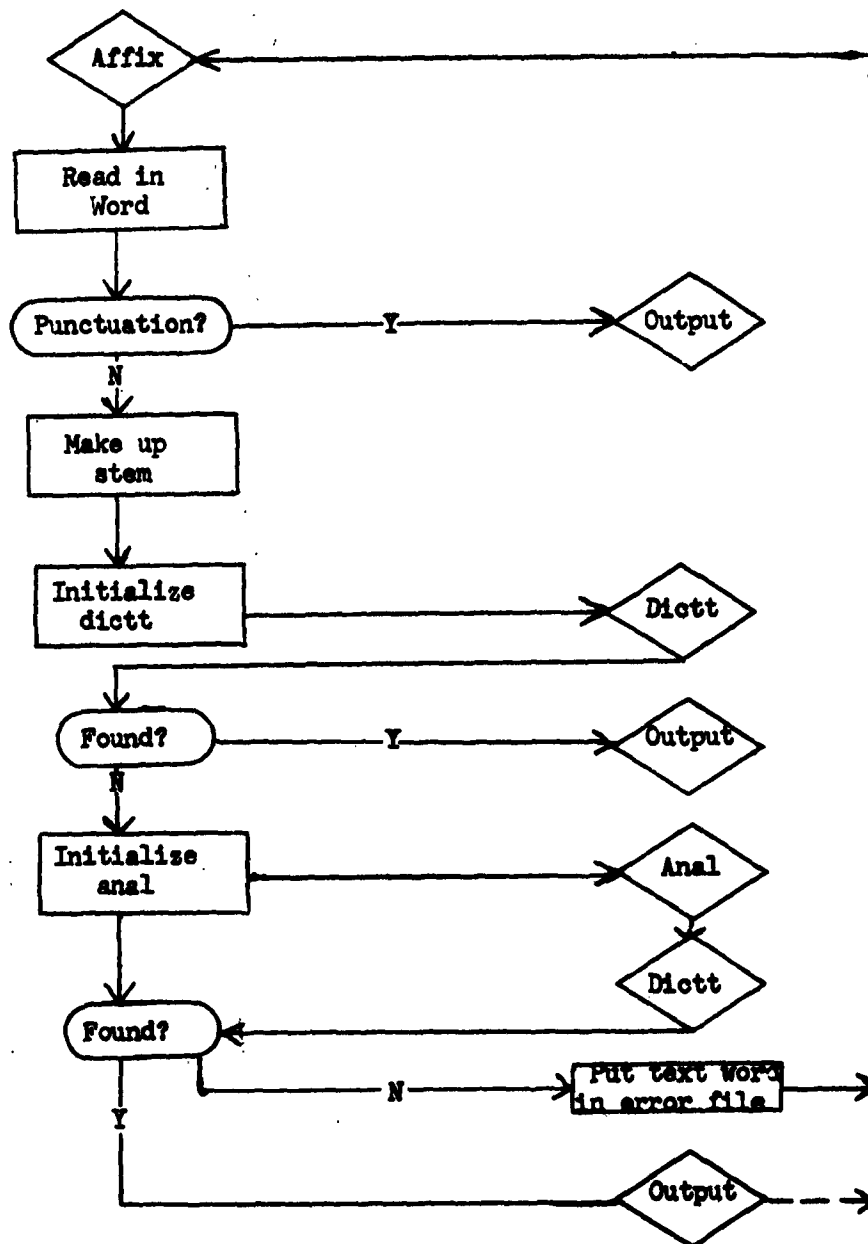 Affix
Read in
Word
Punctuation?
Y
Output
N
Make up
stem
Initialize
dictt
Dictt
Found?
Y
Output
N
Initialize
anal
Anal
Dictt
Found?
N
Put text word
in error file
Y
Output